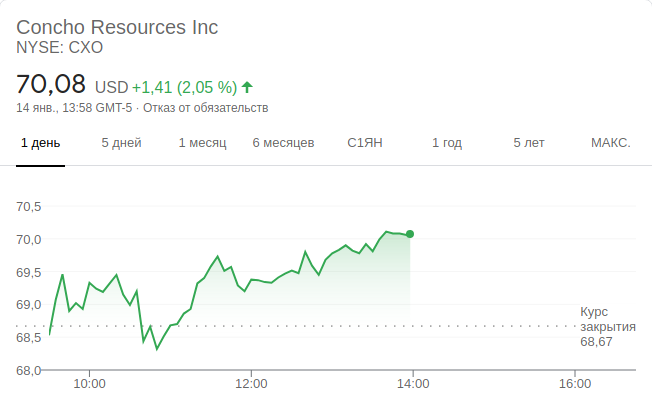 Concho Resources Inc
NYSE: CXO
70,08 USD +1,41 (2,05 %)
14 янв., 13:58 GMT-5 · Отказ от обязательств
1 день 5 дней 1 месяц 6 месяцев С1ЯН 1 год 5 лет МАКС.
70,5
70,0
69,5
69,0
68,5
68,0
Курс
закрытия
68,67
10:00 12:00 14:00 16:00